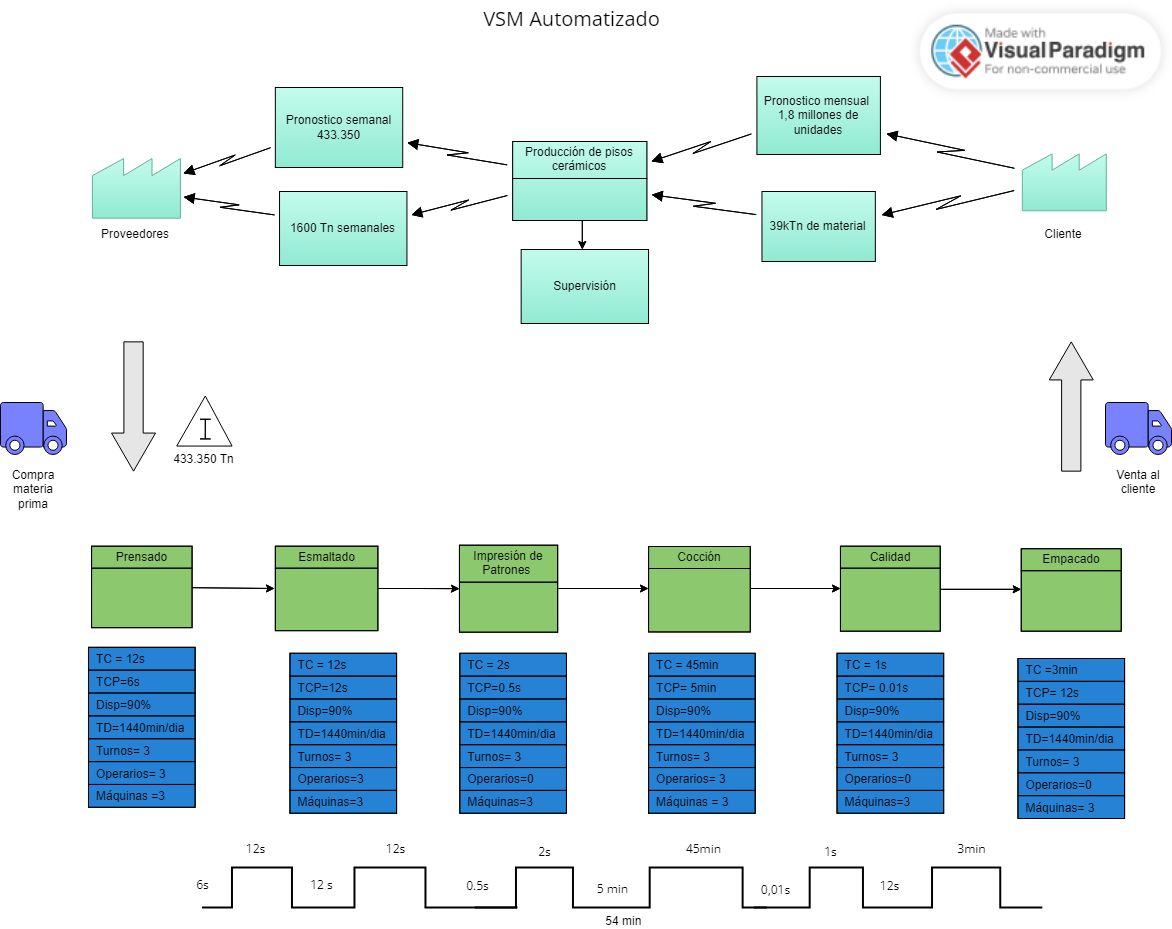 VSM Automatizado
Made with
Visual Paradigm
For non-commercial use
Pronostico semanal
433.350
Producción de pisos
cerámicos
Pronostico mensual
1,8 millones de
unidades
Proveedores
1600 Tn semanales
39kTn de material
Cliente
Supervisión
I
433.350 Tn
Compra
materia
prima
Venta al
cliente
Prensado
Esmaltado
Impresión de
Patrones
Cocción
Calidad
Empacado
TC = 12s
TCP=6s
Disp=90%
TD=1440min/dia
Turnos= 3
Operarios= 3
Máquinas =3
TC = 12s
TCP=12s
Disp=90%
TD=1440min/dia
Turnos= 3
Operarios=3
Máquinas=3
TC = 2s
TCP=0.5s
Disp=90%
TD=1440min/dia
Turnos= 3
Operarios=0
Máquinas=3
TC = 45min
TCP= 5min
Disp=90%
TD=1440min/dia
Turnos= 3
Operarios= 3
Máquinas = 3
TC = 1s
TCP= 0.01s
Disp=90%
TD=1440min/dia
Turnos= 3
Operarios=0
Máquinas=3
TC =3min
TCP= 12s
Disp=90%
TD=1440min/dia
Turnos= 3
Operarios=0
Máquinas= 3
6s
12s
12 s
12s
0.5s
2s
5 min
45min
0,01s
1s
12s
3min
54 min